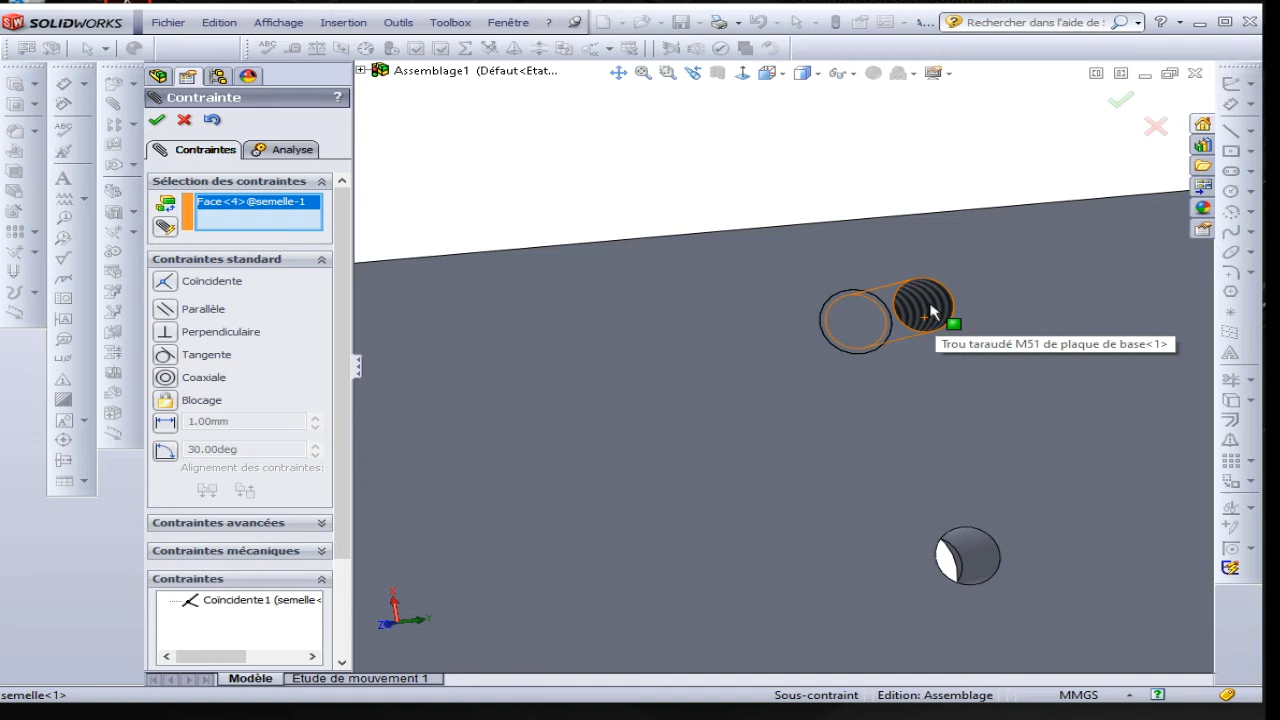 SOLIDWORKS
Fichier Edition Affichage Insertion Outils Toolbox Fenêtre ?
A...
Rechercher dans l'aide de :
Assemblage1 (Défaut<Etat...
Contrainte ?
Contraintes Analyse
Sélection des contraintes
Face<4>@semelle-1
Contraintes standard
Coïncidente
Parallèle
Perpendiculaire
Tangente
Coaxiale
Blocage
1.00mm
30.00deg
Alignement des contraintes:
Contraintes avancées
Contraintes mécaniques
Contraintes
Coïncidente1 (semelle<
Trou taraudé M51 de plaque de base<1>
Modèle Etude de mouvement 1
semelle<1> Sous-contraint Edition: Assemblage MMGS